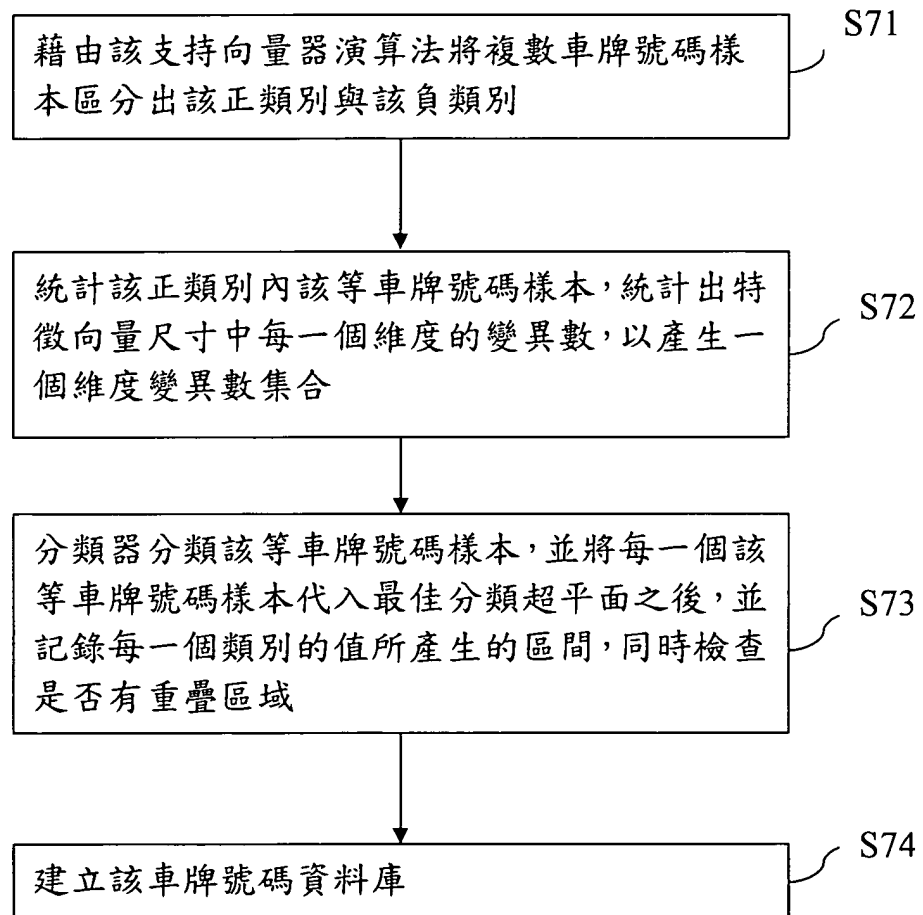 S71
藉由該支持向量器演算法將複數車牌號碼樣
本區分出該正類別與該負類別
S72
統計該正類別內該等車牌號碼樣本，統計出特
徵向量尺寸中每一個維度的變異數，以產生一
個維度變異數集合
S73
分類器分類該等車牌號碼樣本，並將每一個該
等車牌號碼樣本代入最佳分類超平面之後，並
記錄每一個類別的值所產生的區間，同時檢查
是否有重疊區域
S74
建立該車牌號碼資料庫